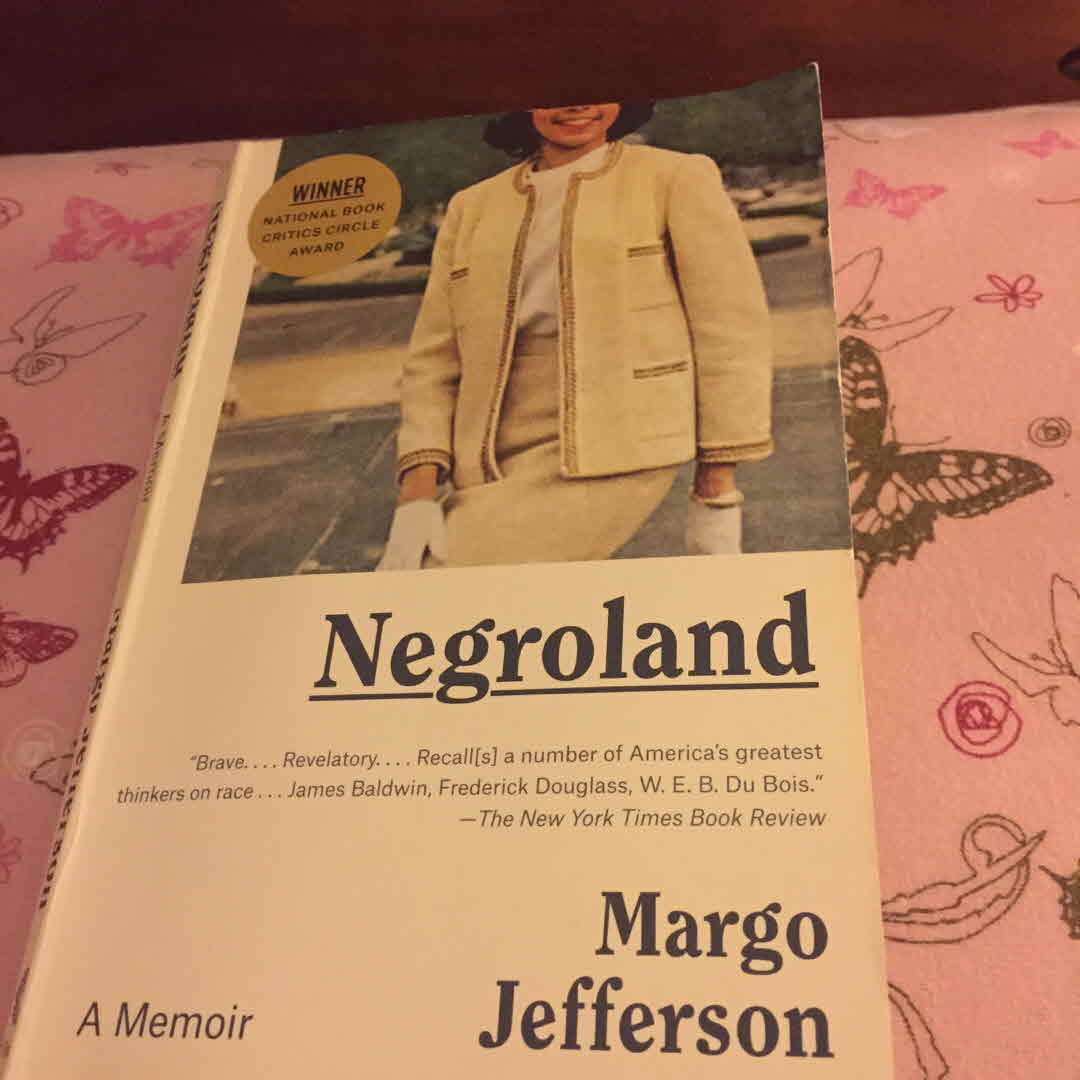 WINNER
NATIONAL BOOK
CRITICS CIRCLE
AWARD
Negroland
“Brave. . . . Revelatory. . . . Recall[s] a number of America’s greatest
thinkers on race . . . James Baldwin, Frederick Douglass, W. E. B. Du Bois.”
—The New York Times Book Review
Margo
Jefferson
A Memoir